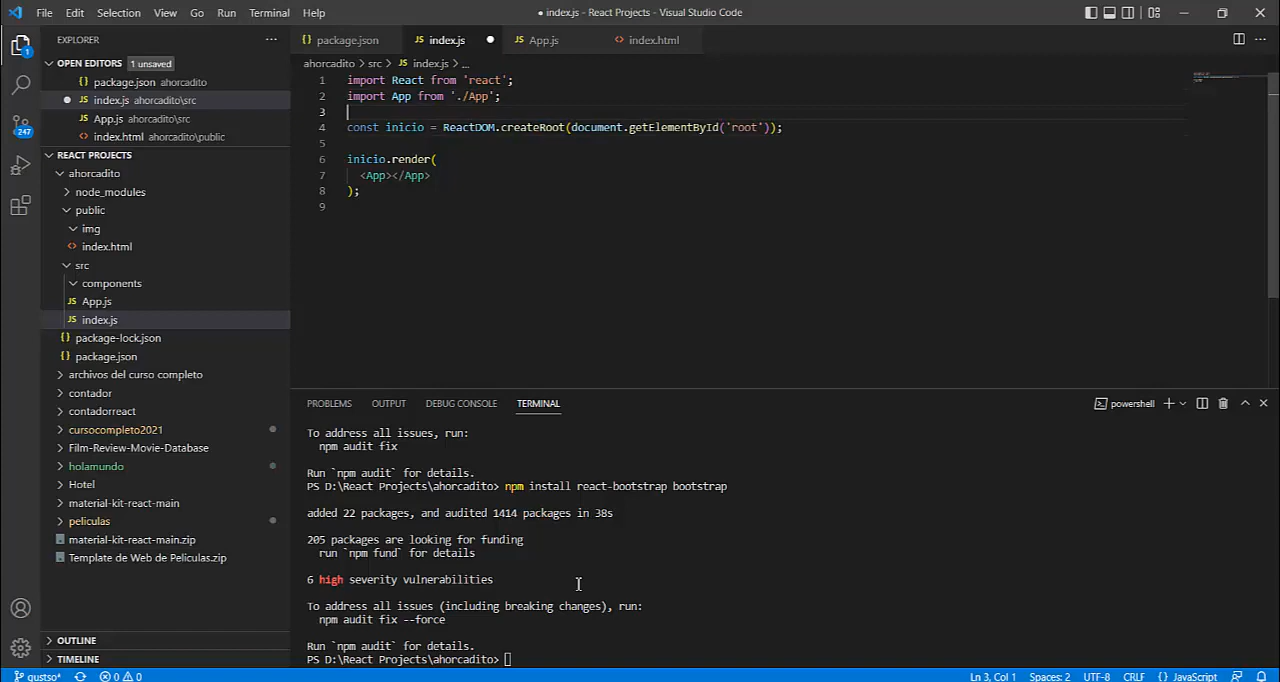 File Edit Selection View Go Run Terminal Help
● index.js - React Projects - Visual Studio Code
EXPLORER
OPEN EDITORS 1 unsaved
{} package.json ahorcadito
● JS index.js ahorcadito\src
JS App.js ahorcadito\src
<> index.html ahorcadito\public
REACT PROJECTS
ahorcadito
node_modules
public
img
<> index.html
src
components
JS App.js
JS index.js
{} package-lock.json
{} package.json
archivos del curso completo
contador
contadorreact
cursocompleto2021
Film-Review-Movie-Database
holamundo
Hotel
material-kit-react-main
peliculas
material-kit-react-main.zip
Template de Web de Peliculas.zip
OUTLINE
TIMELINE
1
247
{} package.json JS index.js ● JS App.js <> index.html
ahorcadito > src > JS index.js > ...
1 import React from 'react';
2 import App from './App';
3
4 const inicio = ReactDOM.createRoot(document.getElementById('root'));
5
6 inicio.render(
7 <App></App>
8 );
9
PROBLEMS OUTPUT DEBUG CONSOLE TERMINAL
powershell
To address all issues, run:
npm audit fix
Run `npm audit` for details.
PS D:\React Projects\ahorcadito> npm install react-bootstrap bootstrap
added 22 packages, and audited 1414 packages in 38s
205 packages are looking for funding
run `npm fund` for details
6 high severity vulnerabilities
To address all issues (including breaking changes), run:
npm audit fix --force
Run `npm audit` for details.
PS D:\React Projects\ahorcadito>
gustso* 0 0 Ln 3, Col 1 Spaces: 2 UTF-8 CRLF {} JavaScript